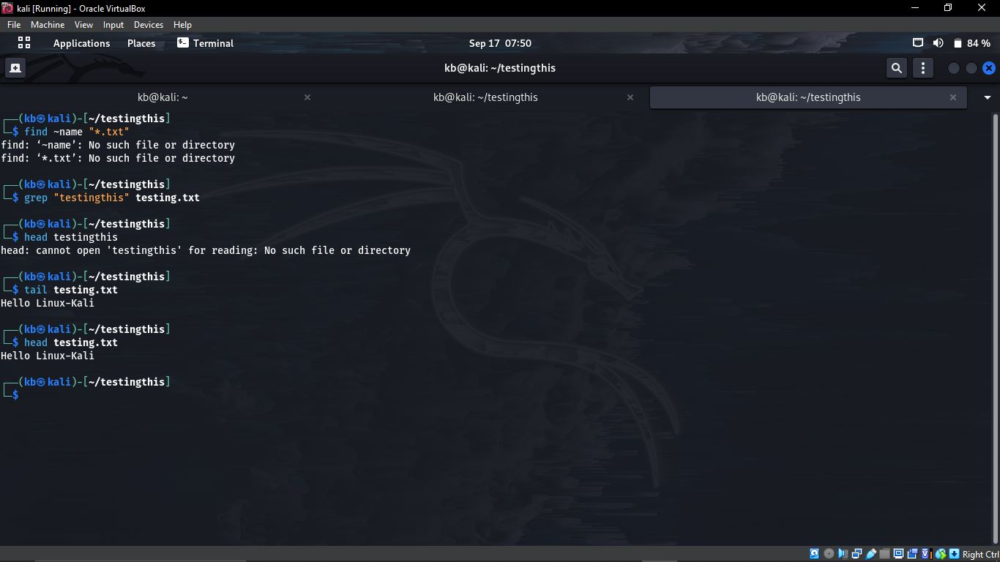 kali [Running] - Oracle VirtualBox
File Machine View Input Devices Help
Applications Places Terminal Sep 17 07:50 84 %
kb@kali: ~/testingthis
kb@kali: ~ kb@kali: ~/testingthis kb@kali: ~/testingthis
┌──(kb㉿kali)-[~/testingthis]
└─$ find ~name "*.txt"
find: ‘~name’: No such file or directory
find: ‘*.txt’: No such file or directory
┌──(kb㉿kali)-[~/testingthis]
└─$ grep "testingthis" testing.txt
┌──(kb㉿kali)-[~/testingthis]
└─$ head testingthis
head: cannot open 'testingthis' for reading: No such file or directory
┌──(kb㉿kali)-[~/testingthis]
└─$ tail testing.txt
Hello Linux-Kali
┌──(kb㉿kali)-[~/testingthis]
└─$ head testing.txt
Hello Linux-Kali
┌──(kb㉿kali)-[~/testingthis]
└─$
Right Ctrl